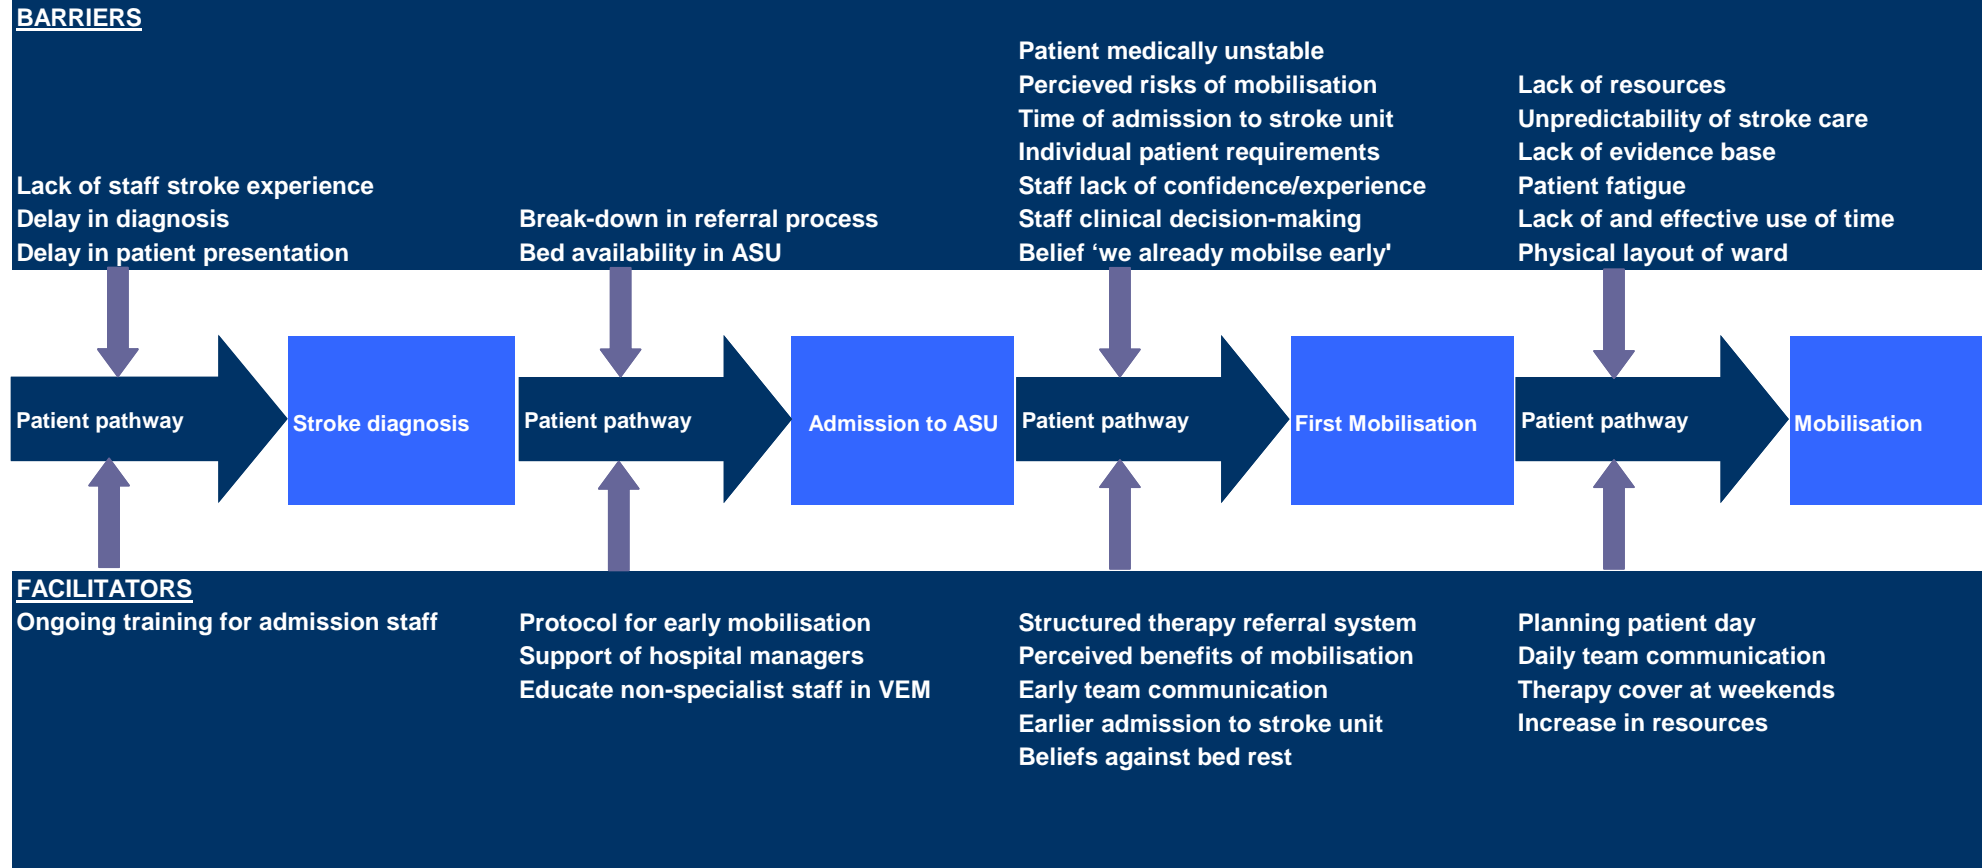 BARRIERS
Lack of staff stroke experience
Delay in diagnosis
Delay in patient presentation
Break-down in referral process
Bed availability in ASU
Patient medically unstable
Percieved risks of mobilisation
Time of admission to stroke unit
Individual patient requirements
Staff lack of confidence/experience
Staff clinical decision-making
Belief ‘we already mobilse early'
Lack of resources
Unpredictability of stroke care
Lack of evidence base
Patient fatigue
Lack of and effective use of time
Physical layout of ward
Patient pathway
Stroke diagnosis
Patient pathway
Admission to ASU
Patient pathway
First Mobilisation
Patient pathway
Mobilisation
FACILITATORS
Ongoing training for admission staff
Protocol for early mobilisation
Support of hospital managers
Educate non-specialist staff in VEM
Structured therapy referral system
Perceived benefits of mobilisation
Early team communication
Earlier admission to stroke unit
Beliefs against bed rest
Planning patient day
Daily team communication
Therapy cover at weekends
Increase in resources